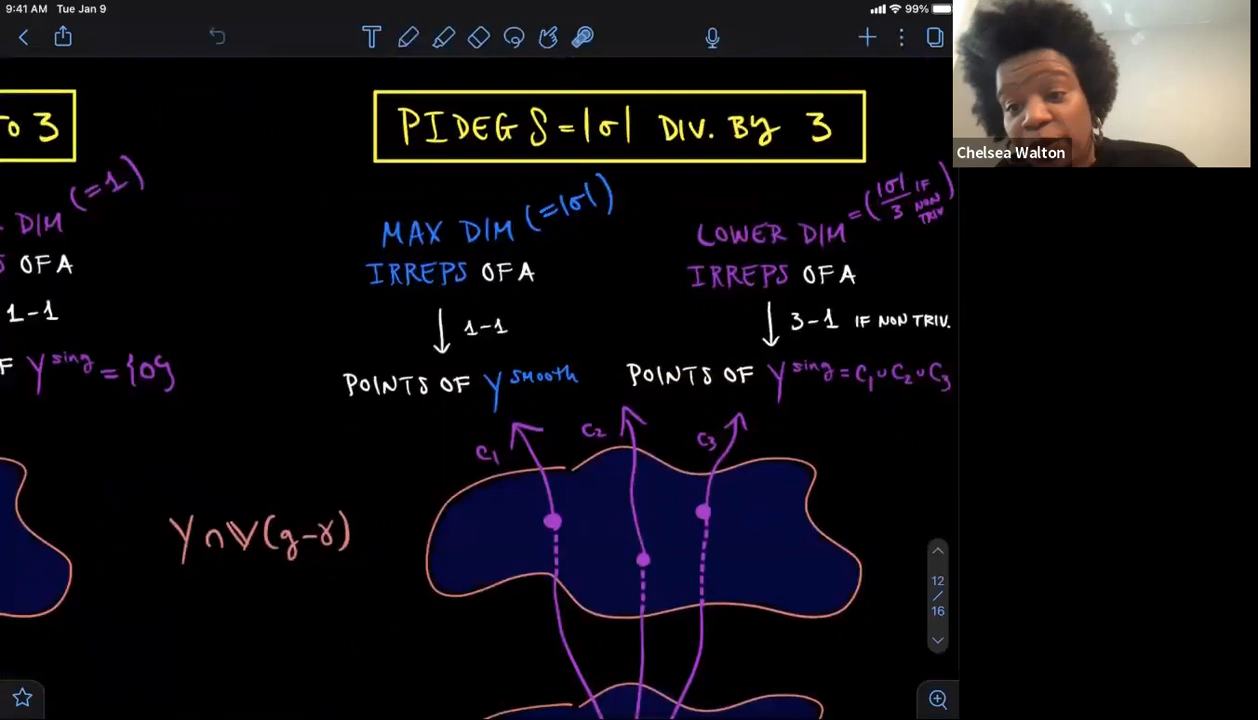 9:41 AM Tue Jan 9
99%
Chelsea Walton
TO 3
PIDEG S = |σ| DIV. BY 3
DIM (=1)
S OF A
1-1
F Y^sing = {0}
MAX DIM (=|σ|)
IRREPS OF A
1-1
POINTS OF Y^SMOOTH
LOWER DIM = (|σ|/3 IF NON TRIV)
IRREPS OF A
3-1 IF NON TRIV.
POINTS OF Y^sing = C₁ ∪ C₂ ∪ C₃
C₁
C₂
C₃
Y ∩ 𝕍(g-γ)
12
/
16